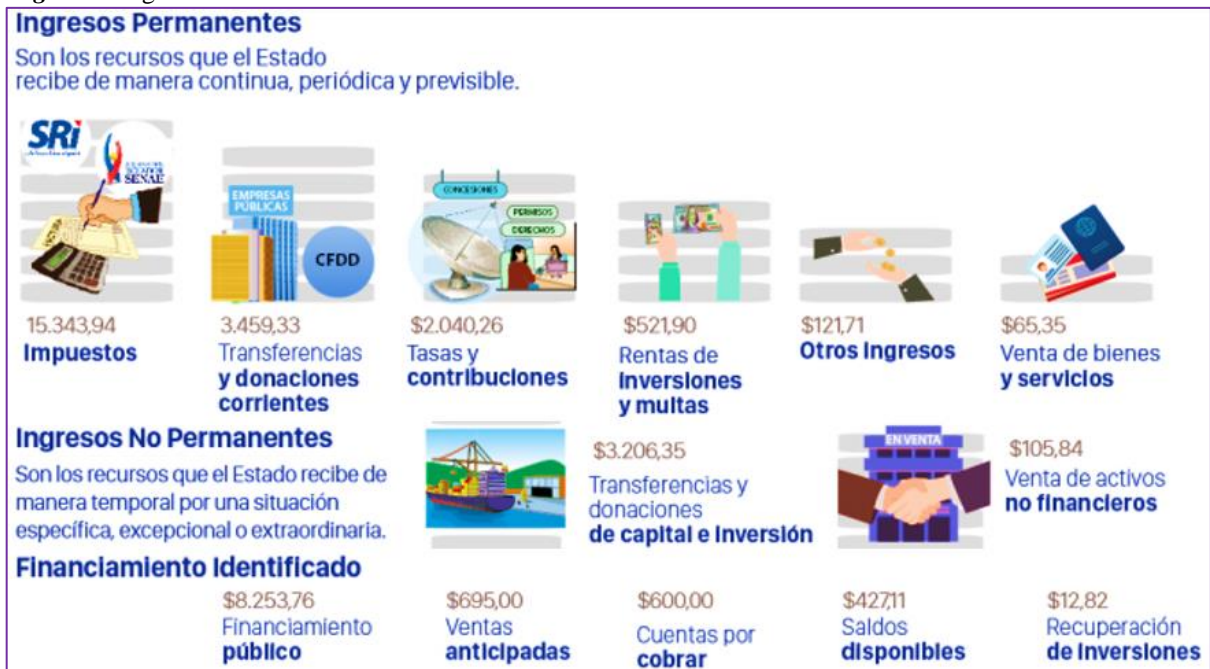 Ingresos Permanentes
Son los recursos que el Estado
recibe de manera continua, periódica y previsible.
SRi
SENAE
EMPRESAS
PÚBLICAS
CFDD
CONCESIONES
PERMISOS
DERECHOS
15.343,94
Impuestos
3.459,33
Transferencias
y donaciones
corrientes
$2.040,26
Tasas y
contribuciones
$521,90
Rentas de
inversiones
y multas
$121,71
Otros Ingresos
$65,35
Venta de bienes
y servicios
Ingresos No Permanentes
Son los recursos que el Estado recibe de
manera temporal por una situación
específica, excepcional o extraordinaria.
$3.206,35
Transferencias y
donaciones
de capital e Inversión
EN VENTA
$105,84
Venta de activos
no financieros
Financiamiento Identificado
$8.253,76
Financiamiento
público
$695,00
Ventas
anticipadas
$600,00
Cuentas por
cobrar
$427,11
Saldos
disponibles
$12,82
Recuperación
de Inversiones